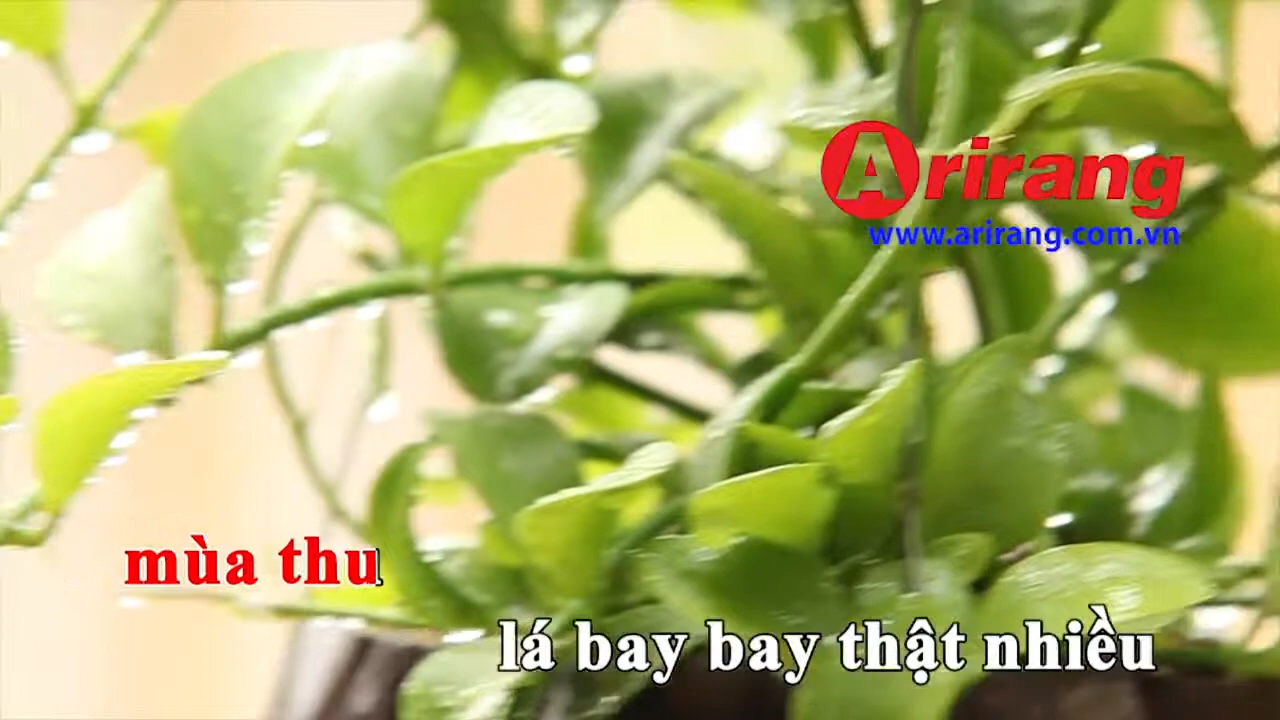 Arirang
www.arirang.com.vn
mùa thu
lá bay bay thật nhiều